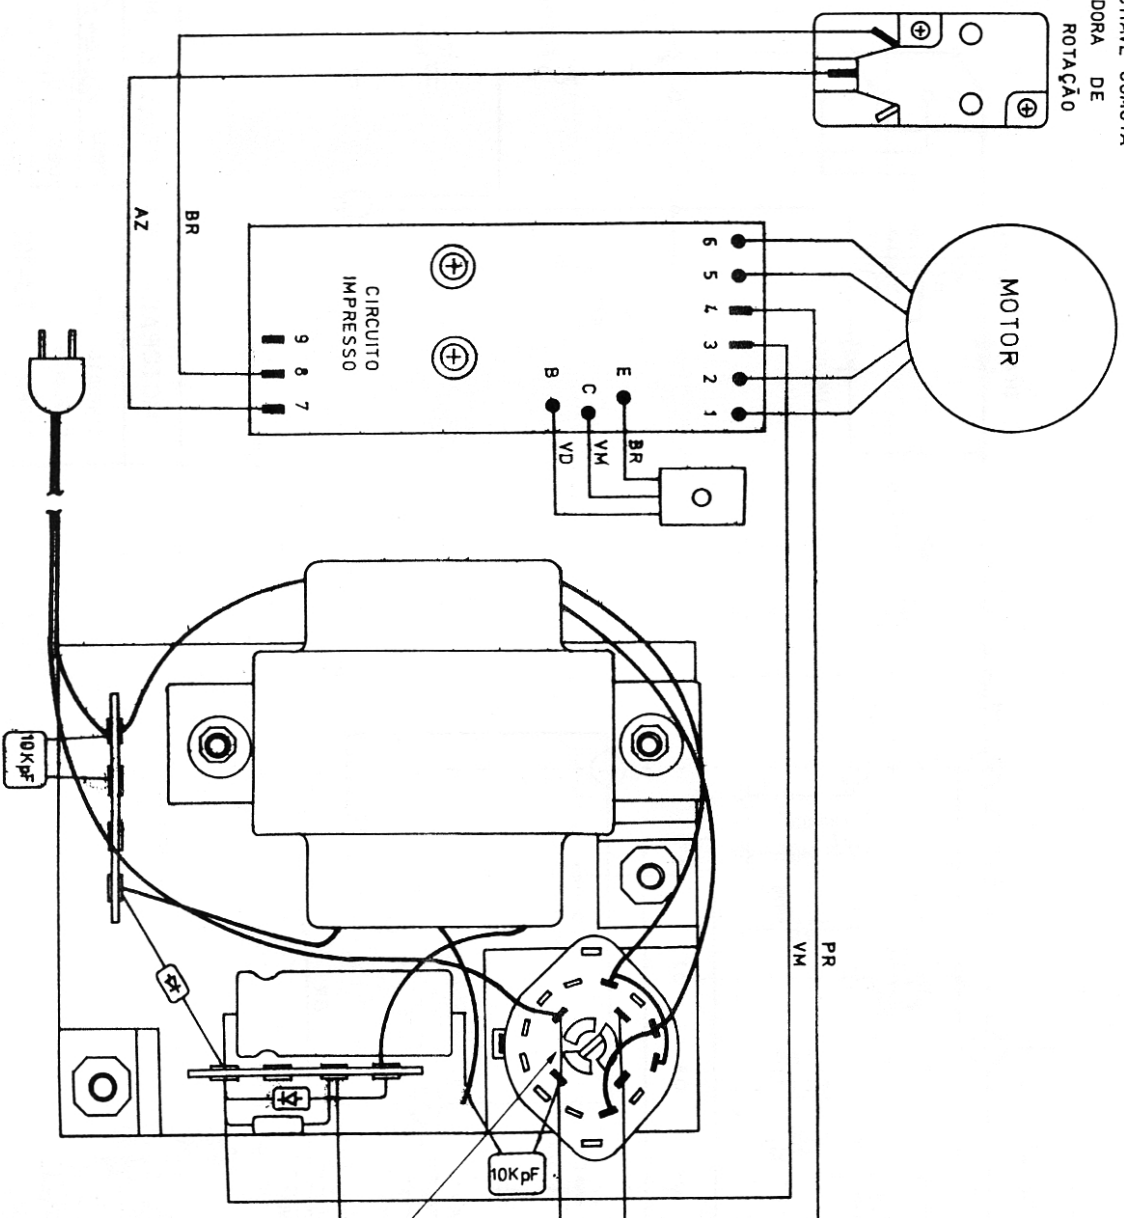 DORA DE
ROTAÇÃO
MOTOR
AZ
BR
CIRCUITO
IMPRESSO
6
5
4
3
2
1
9
8
7
E
C
B
BR
VM
VD
PR
VM
10KpF
10KpF